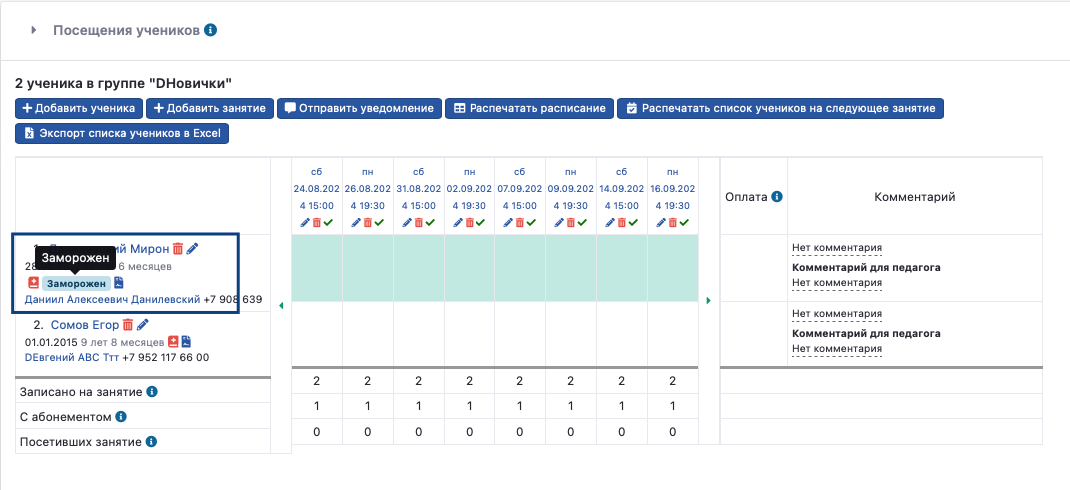 Посещения учеников
2 ученика в группе "DНовички"
Добавить ученика Добавить занятие Отправить уведомление Распечатать расписание Распечатать список учеников на следующее занятие
Экспорт списка учеников в Excel
сб пн сб пн сб пн сб пн
24.08.202 26.08.202 31.08.202 02.09.202 07.09.202 09.09.202 14.09.202 16.09.202
4 15:00 4 19:30 4 15:00 4 19:30 4 15:00 4 19:30 4 15:00 4 19:30
Оплата Комментарий
Мирон
Заморожен
28 6 месяцев
Заморожен
Даниил Алексеевич Данилевский +7 908 639
Нет комментария
Комментарий для педагога
Нет комментария
2. Сомов Егор
01.01.2015 9 лет 8 месяцев
DЕвгений АВС Ттт +7 952 117 66 00
Нет комментария
Комментарий для педагога
Нет комментария
Записано на занятие 2 2 2 2 2 2 2 2
С абонементом 1 1 1 1 1 1 1 1
Посетивших занятие 0 0 0 0 0 0 0 0